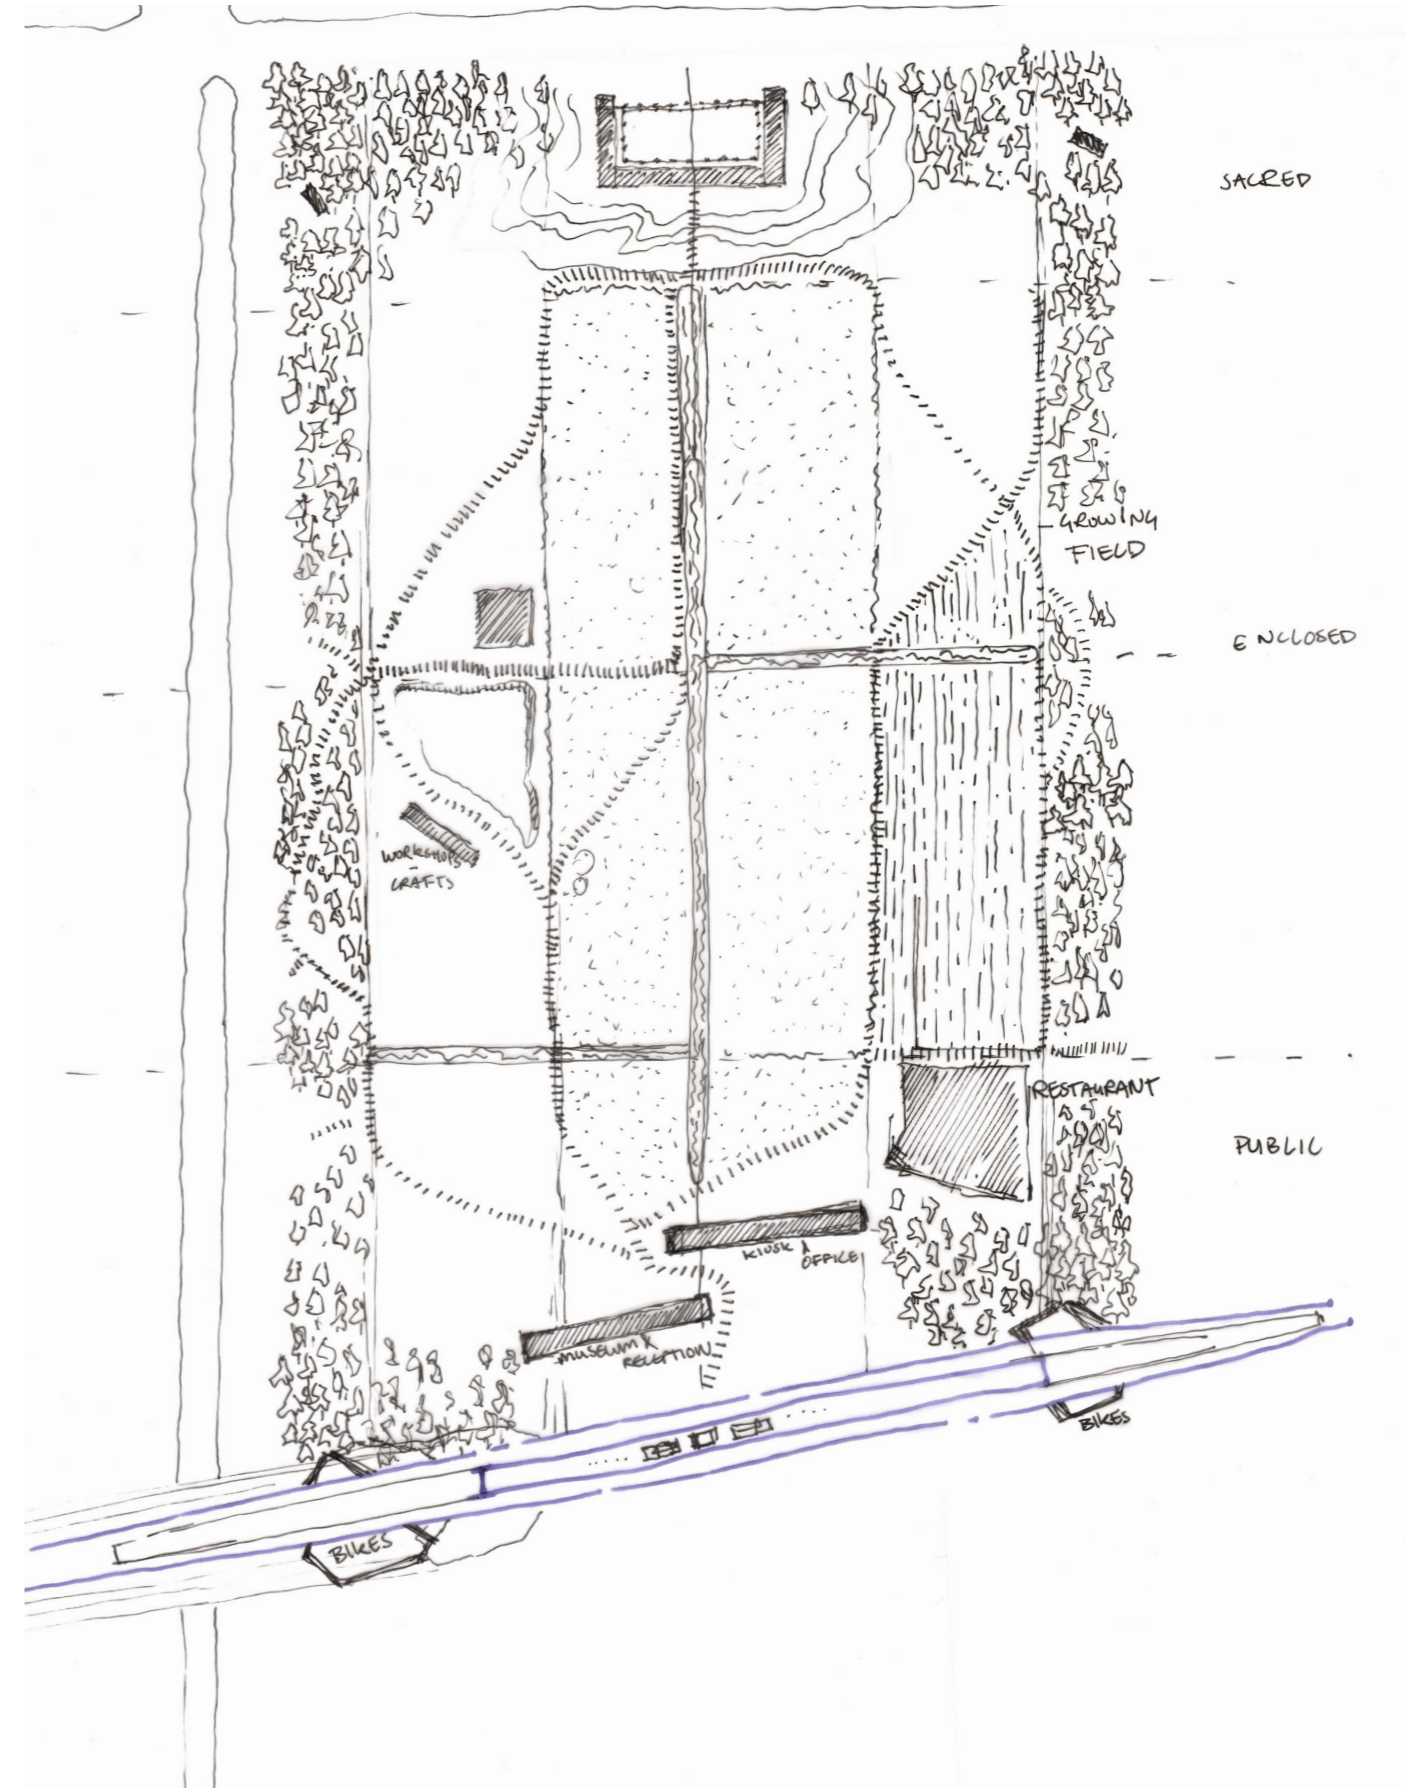 SACRED
GROWING
FIELD
ENCLOSED
WORKSHOPS
-
CRAFTS
RESTAURANT
PUBLIC
KIOSK &
OFFICE
MUSEUM &
RECEPTION
BIKES
BIKES